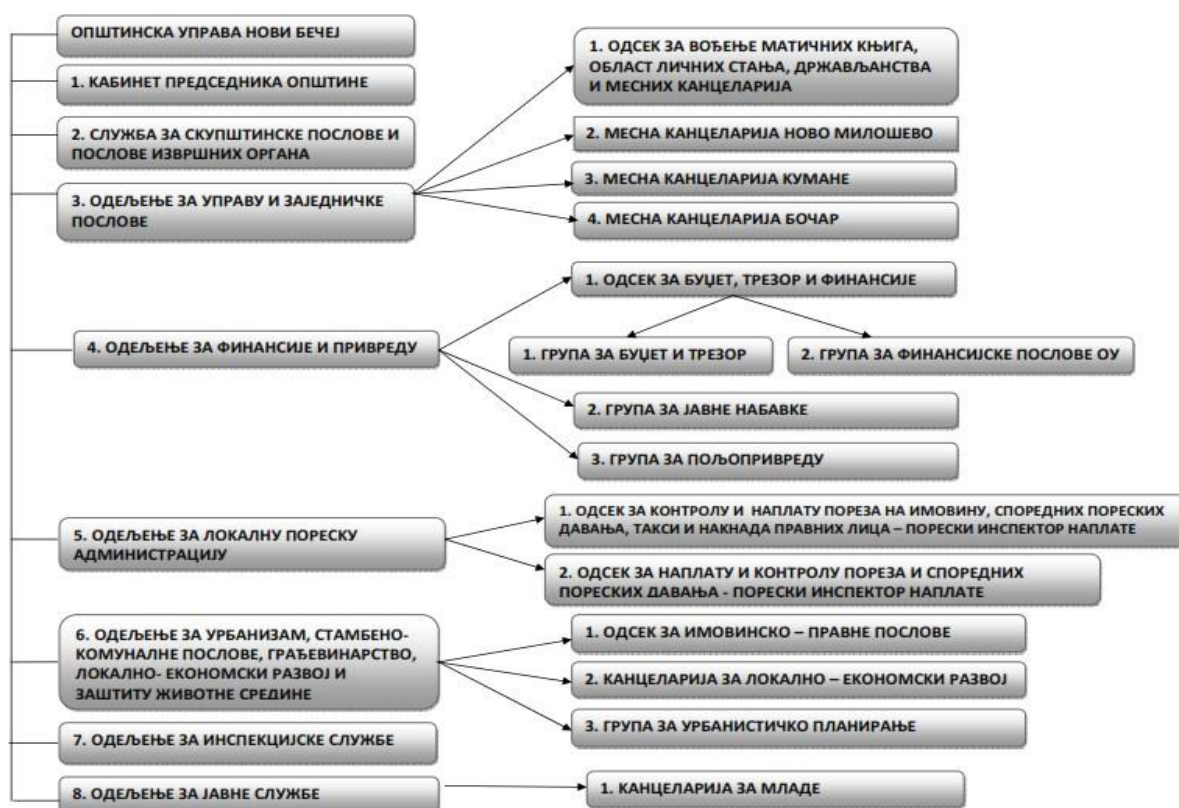 ОПШТИНСКА УПРАВА НОВИ БЕЧЕЈ
1. КАБИНЕТ ПРЕДСЕДНИКА ОПШТИНЕ
2. СЛУЖБА ЗА СКУПШТИНСКЕ ПОСЛОВЕ И
ПОСЛОВЕ ИЗВРШНИХ ОРГАНА
3. ОДЕЉЕЊЕ ЗА УПРАВУ И ЗАЈЕДНИЧКЕ
ПОСЛОВЕ
1. ОДСЕК ЗА ВОЂЕЊЕ МАТИЧНИХ КЊИГА,
ОБЛАСТ ЛИЧНИХ СТАЊА, ДРЖАВЉАНСТВА
И МЕСНИХ КАНЦЕЛАРИЈА
2. МЕСНА КАНЦЕЛАРИЈА НОВО МИЛОШЕВО
3. МЕСНА КАНЦЕЛАРИЈА КУМАНЕ
4. МЕСНА КАНЦЕЛАРИЈА БОЧАР
4. ОДЕЉЕЊЕ ЗА ФИНАНСИЈЕ И ПРИВРЕДУ
1. ОДСЕК ЗА БУЏЕТ, ТРЕЗОР И ФИНАНСИЈЕ
1. ГРУПА ЗА БУЏЕТ И ТРЕЗОР
2. ГРУПА ЗА ФИНАНСИЈСКЕ ПОСЛОВЕ ОУ
2. ГРУПА ЗА ЈАВНЕ НАБАВКЕ
3. ГРУПА ЗА ПОЉОПРИВРЕДУ
5. ОДЕЉЕЊЕ ЗА ЛОКАЛНУ ПОРЕСКУ
АДМИНИСТРАЦИЈУ
1. ОДСЕК ЗА КОНТРОЛУ И НАПЛАТУ ПОРЕЗА НА ИМОВИНУ, СПОРЕДНИХ ПОРЕСКИХ
ДАВАЊА, ТАКСИ И НАКНАДА ПРАВНИХ ЛИЦА – ПОРЕСКИ ИНСПЕКТОР НАПЛАТЕ
2. ОДСЕК ЗА НАПЛАТУ И КОНТРОЛУ ПОРЕЗА И СПОРЕДНИХ
ПОРЕСКИХ ДАВАЊА - ПОРЕСКИ ИНСПЕКТОР НАПЛАТЕ
6. ОДЕЉЕЊЕ ЗА УРБАНИЗАМ, СТАМБЕНО-
КОМУНАЛНЕ ПОСЛОВЕ, ГРАЂЕВИНАРСТВО,
ЛОКАЛНО- ЕКОНОМСКИ РАЗВОЈ И
ЗАШТИТУ ЖИВОТНЕ СРЕДИНЕ
1. ОДСЕК ЗА ИМОВИНСКО – ПРАВНЕ ПОСЛОВЕ
2. КАНЦЕЛАРИЈА ЗА ЛОКАЛНО – ЕКОНОМСКИ РАЗВОЈ
3. ГРУПА ЗА УРБАНИСТИЧКО ПЛАНИРАЊЕ
7. ОДЕЉЕЊЕ ЗА ИНСПЕКЦИЈСКЕ СЛУЖБЕ
8. ОДЕЉЕЊЕ ЗА ЈАВНЕ СЛУЖБЕ
1. КАНЦЕЛАРИЈА ЗА МЛАДЕ